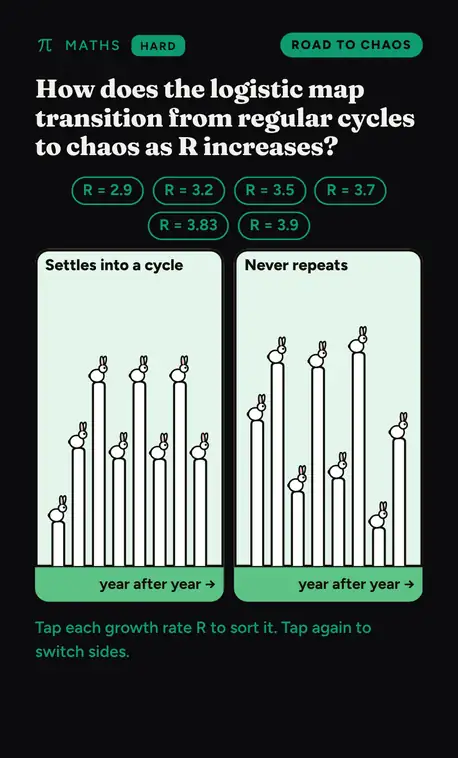 π MATHS HARD ROAD TO CHAOS
How does the logistic map
transition from regular cycles
to chaos as R increases?
R = 2.9 R = 3.2 R = 3.5 R = 3.7
R = 3.83 R = 3.9
Settles into a cycle
Never repeats
year after year →
year after year →
Tap each growth rate R to sort it. Tap again to
switch sides.